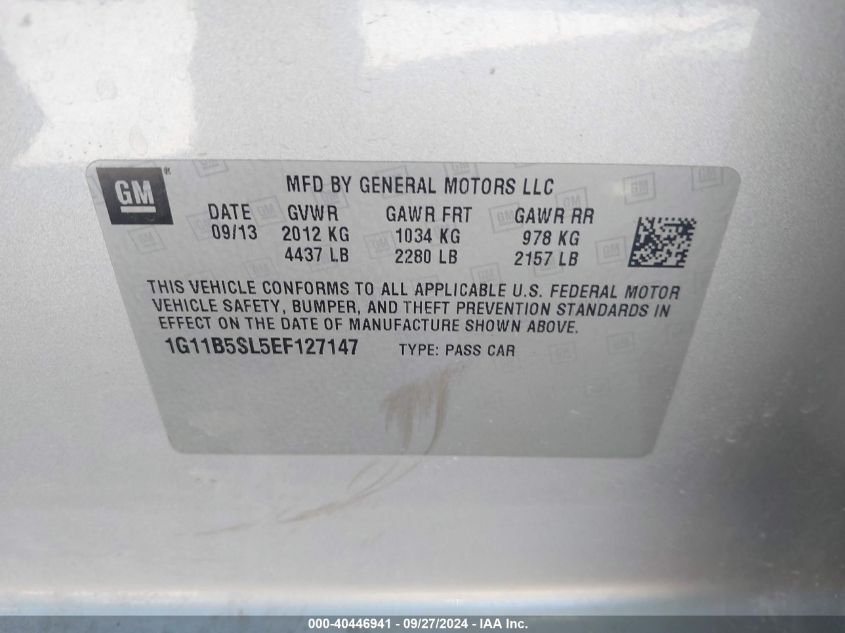 GM ®
MFD BY GENERAL MOTORS LLC
DATE GVWR GAWR FRT GAWR RR
09/13 2012 KG 1034 KG 978 KG
4437 LB 2280 LB 2157 LB
THIS VEHICLE CONFORMS TO ALL APPLICABLE U.S. FEDERAL MOTOR
VEHICLE SAFETY, BUMPER, AND THEFT PREVENTION STANDARDS IN
EFFECT ON THE DATE OF MANUFACTURE SHOWN ABOVE.
1G11B5SL5EF127147 TYPE: PASS CAR
000-40446941 - 09/27/2024 - IAA Inc.